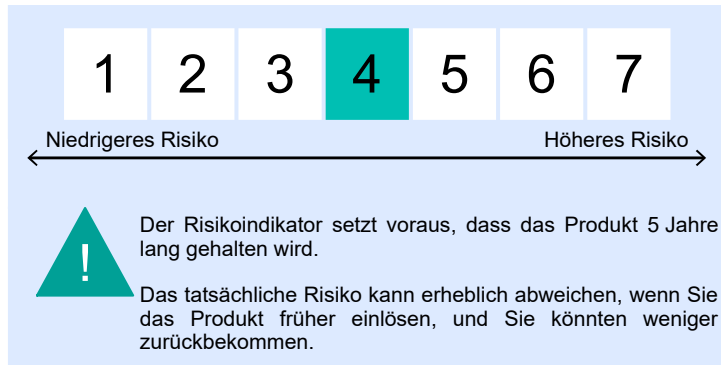 1 2 3 4 5 6 7
Niedrigeres Risiko Höheres Risiko
!
Der Risikoindikator setzt voraus, dass das Produkt 5 Jahre
lang gehalten wird.
Das tatsächliche Risiko kann erheblich abweichen, wenn Sie
das Produkt früher einlösen, und Sie könnten weniger
zurückbekommen.